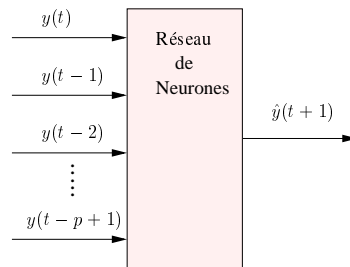 y(t)
y(t − 1)
y(t − 2)
y(t − p + 1)
Réseau
de
Neurones
ŷ(t + 1)